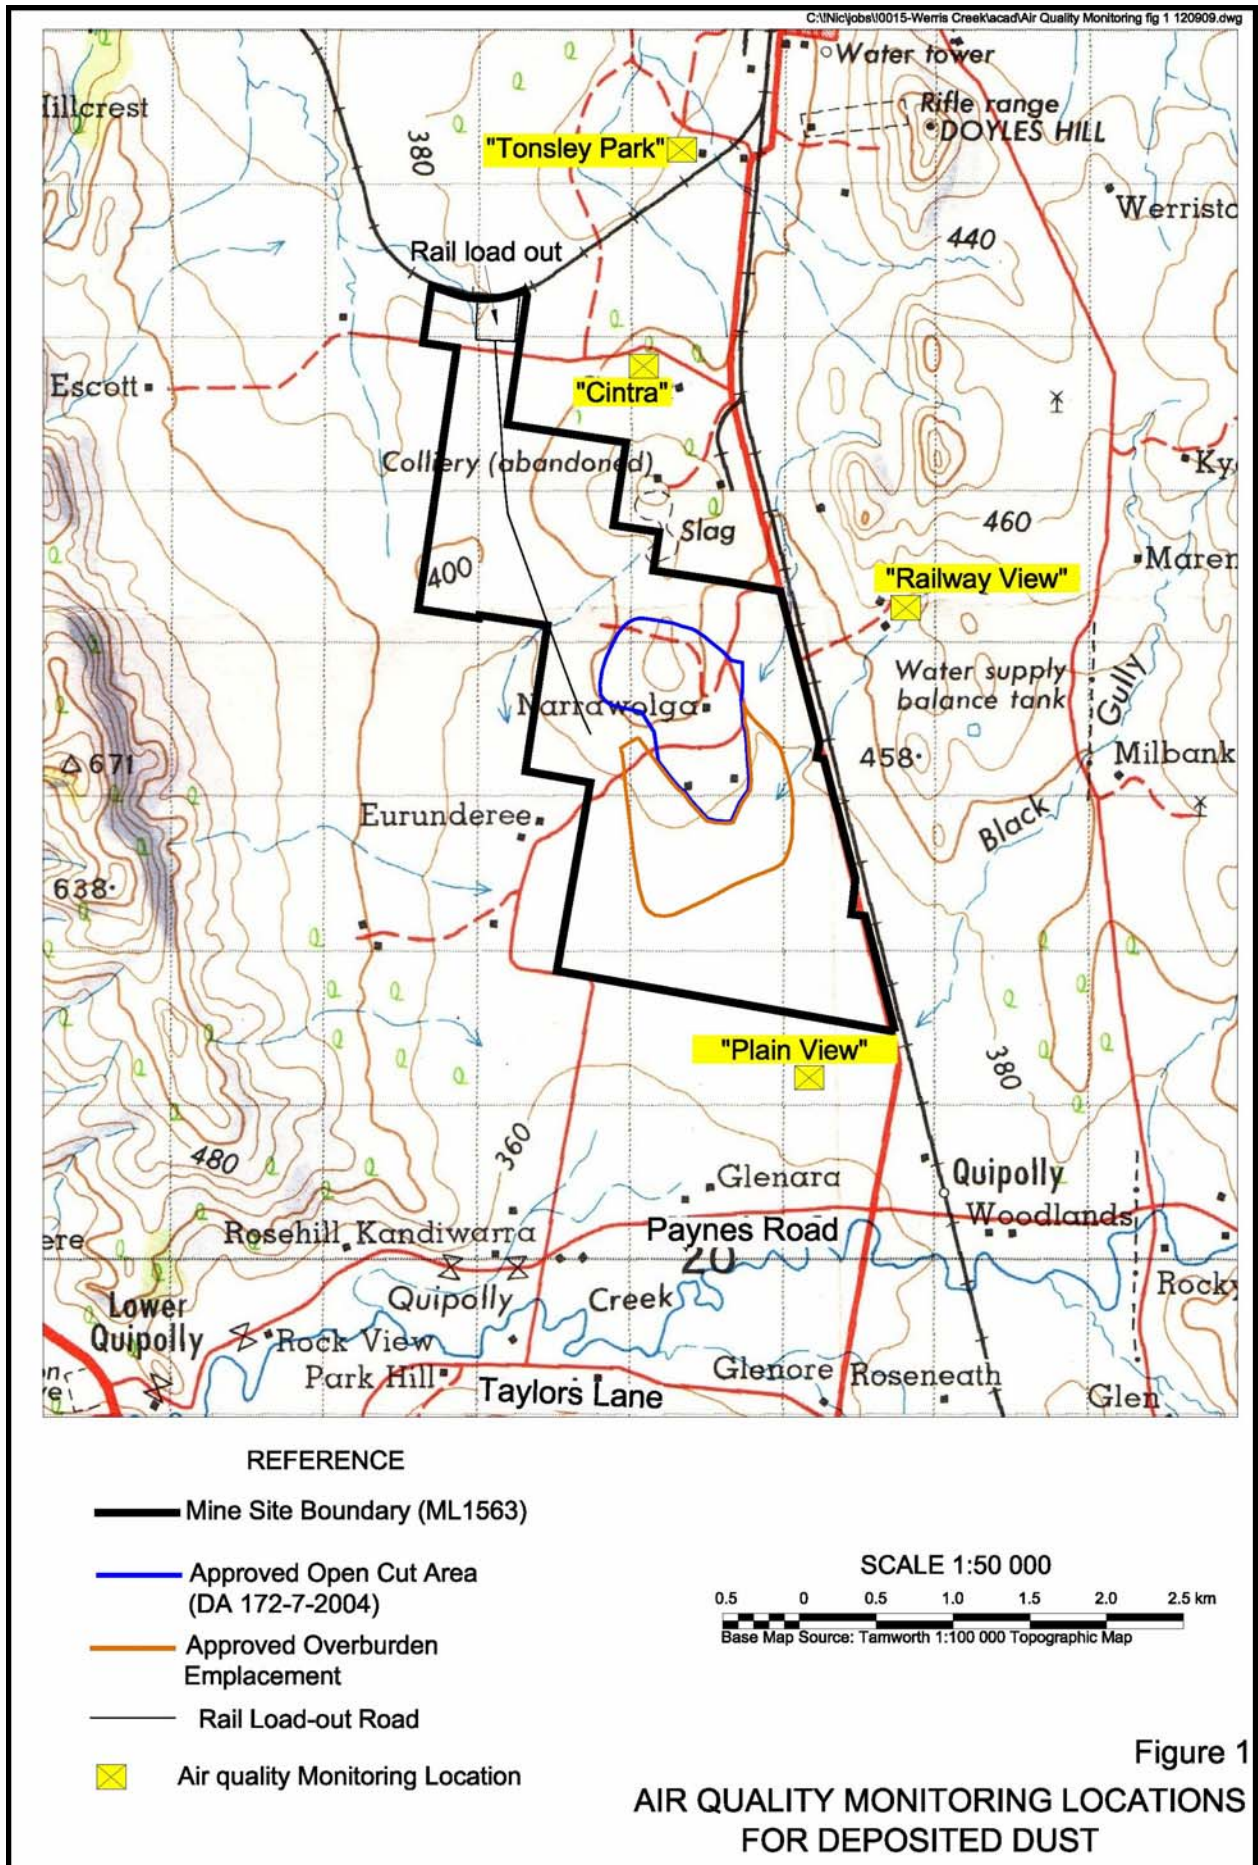 C:\!Nic\jobs\!0015-Werris Creek\acad\Air Quality Monitoring fig 1 120909.dwg
Water tower
Hillcrest
Rifle range
DOYLES HILL
380
"Tonsley Park"
Werristo
440
Rail load out
Escott
"Cintra"
Colliery (abandoned)
Ky
Slag
460
Maren
400
"Railway View"
Water supply
balance tank
Gully
Narrawolga
671
458
Milbank
Eurunderee
Black
638
"Plain View"
380
360
480
Glenara
Quipolly
Woodlands
Rosehill
Kandiwarra
Paynes Road
ere
20
Rocky
Lower
Quipolly
Quipolly
Creek
Rock View
Park Hill
Glenore
Roseneath
Taylors Lane
Glen
REFERENCE
Mine Site Boundary (ML1563)
Approved Open Cut Area
(DA 172-7-2004)
Approved Overburden
Emplacement
Rail Load-out Road
Air quality Monitoring Location
SCALE 1:50 000
0.5 0 0.5 1.0 1.5 2.0 2.5 km
Base Map Source: Tamworth 1:100 000 Topographic Map
Figure 1
AIR QUALITY MONITORING LOCATIONS
FOR DEPOSITED DUST